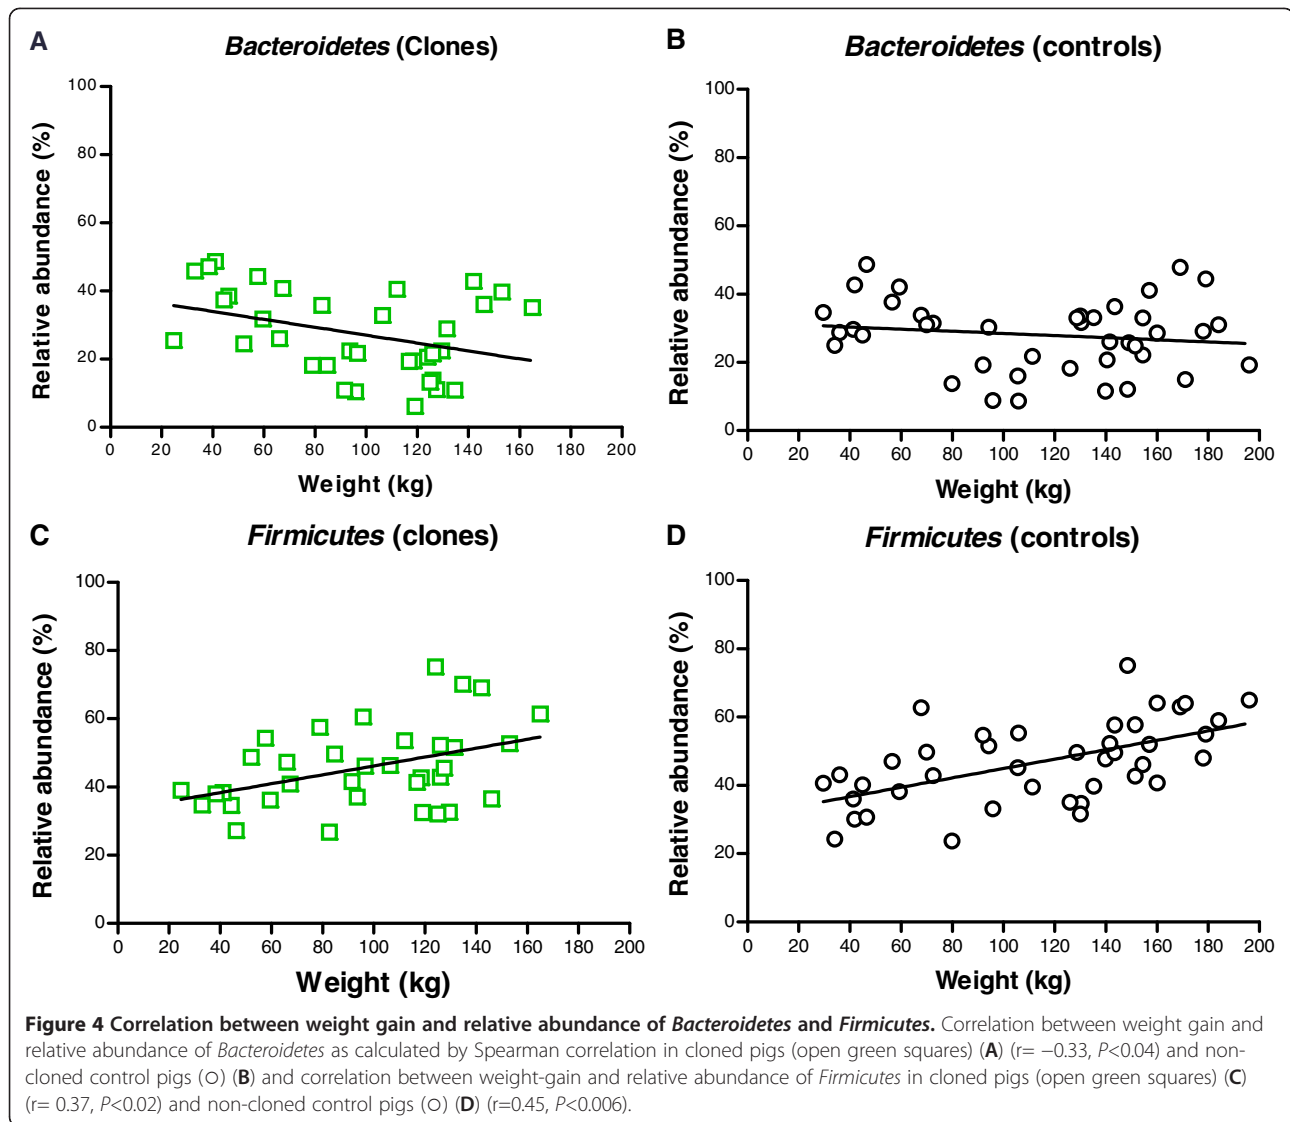 A
Bacteroidetes (Clones)
Relative abundance (%)
100
80
60
40
20
0
0 20 40 60 80 100 120 140 160 180 200
Weight (kg)
B
Bacteroidetes (controls)
Relative abundance (%)
100
80
60
40
20
0
0 20 40 60 80 100 120 140 160 180 200
Weight (kg)
C
Firmicutes (clones)
Relative abundance (%)
100
80
60
40
20
0
0 20 40 60 80 100 120 140 160 180 200
Weight (kg)
D
Firmicutes (controls)
Relative abundance (%)
100
80
60
40
20
0
0 20 40 60 80 100 120 140 160 180 200
Weight (kg)
Figure 4 Correlation between weight gain and relative abundance of Bacteroidetes and Firmicutes. Correlation between weight gain and
relative abundance of Bacteroidetes as calculated by Spearman correlation in cloned pigs (open green squares) (A) (r= −0.33, P<0.04) and non-
cloned control pigs (O) (B) and correlation between weight-gain and relative abundance of Firmicutes in cloned pigs (open green squares) (C)
(r= 0.37, P<0.02) and non-cloned control pigs (O) (D) (r=0.45, P<0.006).